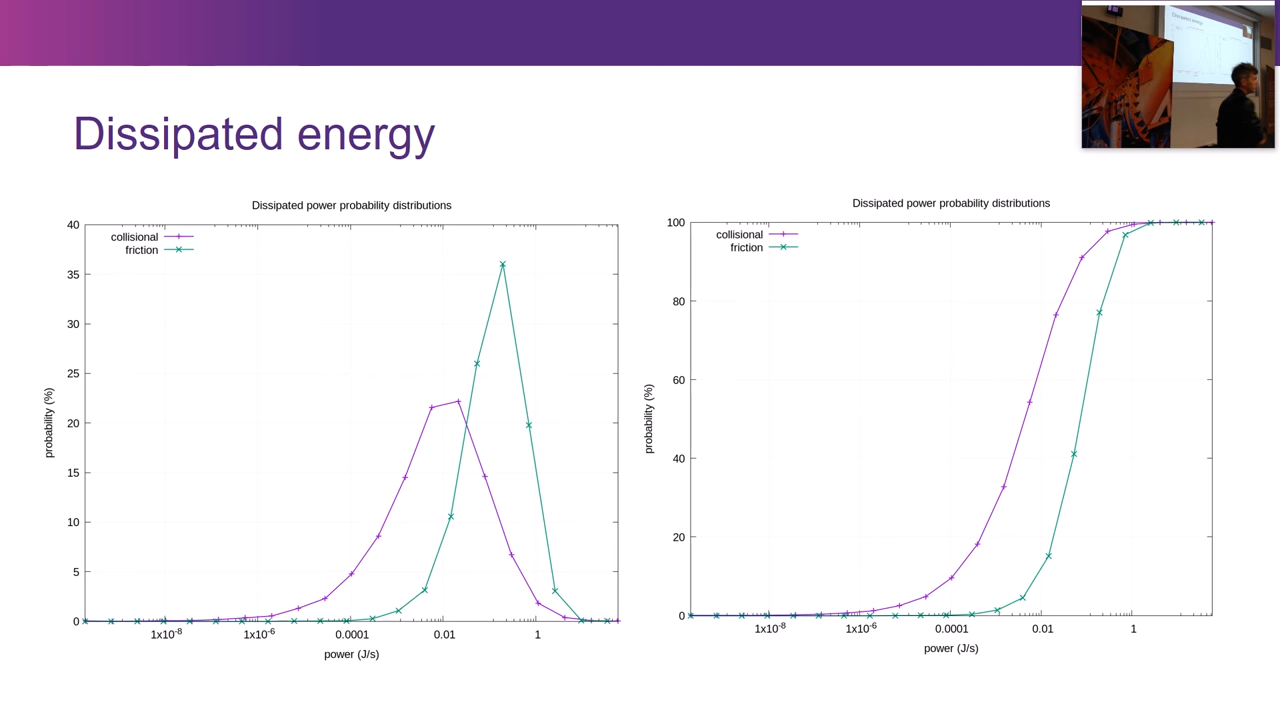 Dissipated energy
Dissipated power probability distributions
collisional
friction
40
35
30
25
20
15
10
5
0
probability (%)
1x10-8
1x10-6
0.0001
0.01
1
power (J/s)
Dissipated power probability distributions
collisional
friction
100
80
60
40
20
0
probability (%)
1x10-8
1x10-6
0.0001
0.01
1
power (J/s)
Dissipated energy